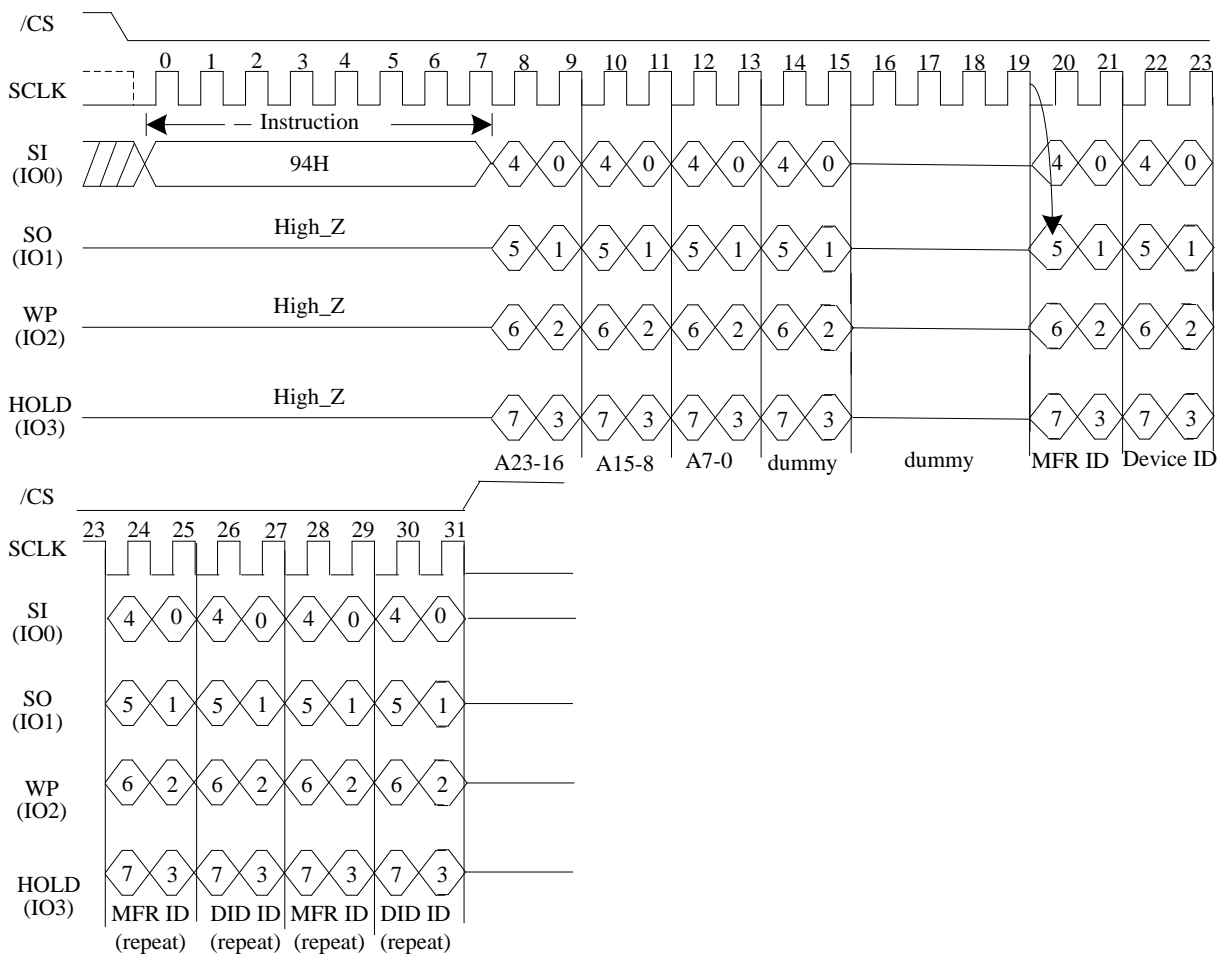 /CS
0 1 2 3 4 5 6 7 8 9 10 11 12 13 14 15 16 17 18 19 20 21 22 23
SCLK
Instruction
SI
(IO0)
94H
4 0 4 0 4 0 4 0 4 0 4 0
SO
(IO1)
High_Z
5 1 5 1 5 1 5 1 5 1 5 1
WP
(IO2)
High_Z
6 2 6 2 6 2 6 2 6 2 6 2
HOLD
(IO3)
High_Z
7 3 7 3 7 3 7 3 7 3 7 3
A23-16 A15-8 A7-0 dummy dummy MFR ID Device ID
/CS
23 24 25 26 27 28 29 30 31
SCLK
SI
(IO0)
4 0 4 0 4 0 4 0
SO
(IO1)
5 1 5 1 5 1 5 1
WP
(IO2)
6 2 6 2 6 2 6 2
HOLD
(IO3)
7 3 7 3 7 3 7 3
MFR ID DID ID MFR ID DID ID
(repeat) (repeat) (repeat) (repeat)